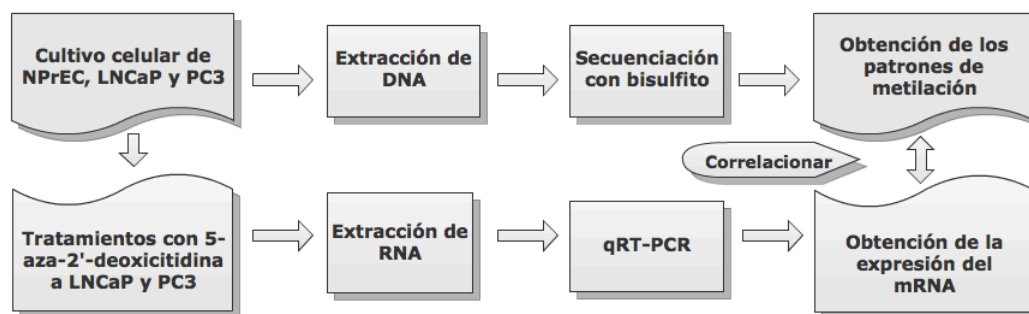 Cultivo celular de
NPrEC, LNCaP y PC3
Extracción de
DNA
Secuenciación
con bisulfito
Obtención de los
patrones de
metilación
Correlacionar
Tratamientos con 5-
aza-2'-deoxicitidina
a LNCaP y PC3
Extracción de
RNA
qRT-PCR
Obtención de la
expresión del
mRNA